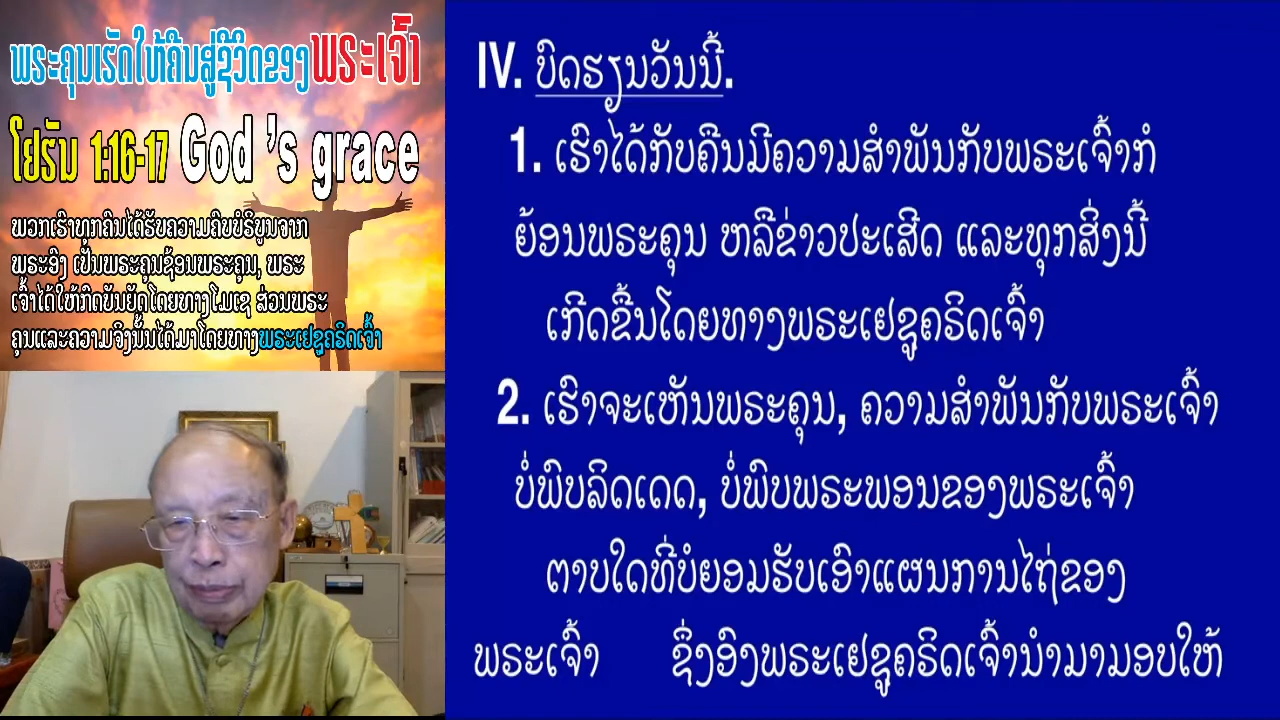 ພຣະຄຸນເຮັດໃຫ້ຄືນສູ່ຊີວິດຂອງພຣະເຈົ້າ
ໂຢຮັນ 1:16-17 God 's grace
ພວກເຮົາທຸກຄົນໄດ້ຮັບຄວາມຄົບບໍຣິບູນຈາກ
ພຣະອົງ ເປັນພຣະຄຸນຊ້ອນພຣະຄຸນ, ພຣະ
ເຈົ້າໄດ້ໃຫ້ກົດບັນຍັດໂດຍທາງໂມເຊ ສ່ວນພຣະ
ຄຸນແລະຄວາມຈິງນັ້ນໄດ້ມາໂດຍທາງພຣະເຢຊູຄຣິດເຈົ້າ
IV. ບົດຮຽນວັນນີ້.
1. ເຮົາໄດ້ກັບຄືນມີຄວາມສຳພັນກັບພຣະເຈົ້າກໍ
ຍ້ອນພຣະຄຸນ ຫລືຂ່າວປະເສີດ ແລະທຸກສິ່ງນີ້
ເກີດຂຶ້ນໂດຍທາງພຣະເຢຊູຄຣິດເຈົ້າ
2. ເຮົາຈະເຫັນພຣະຄຸນ, ຄວາມສຳພັນກັບພຣະເຈົ້າ
ບໍ່ພົບລິດເດດ, ບໍ່ພົບພຣະພອນຂອງພຣະເຈົ້າ
ຕາບໃດທີ່ບໍຍອມຮັບເອົາແຜນການໄຖ່ຂອງ
ພຣະເຈົ້າ ຊຶ່ງອົງພຣະເຢຊູຄຣິດເຈົ້ານຳມາມອບໃຫ້